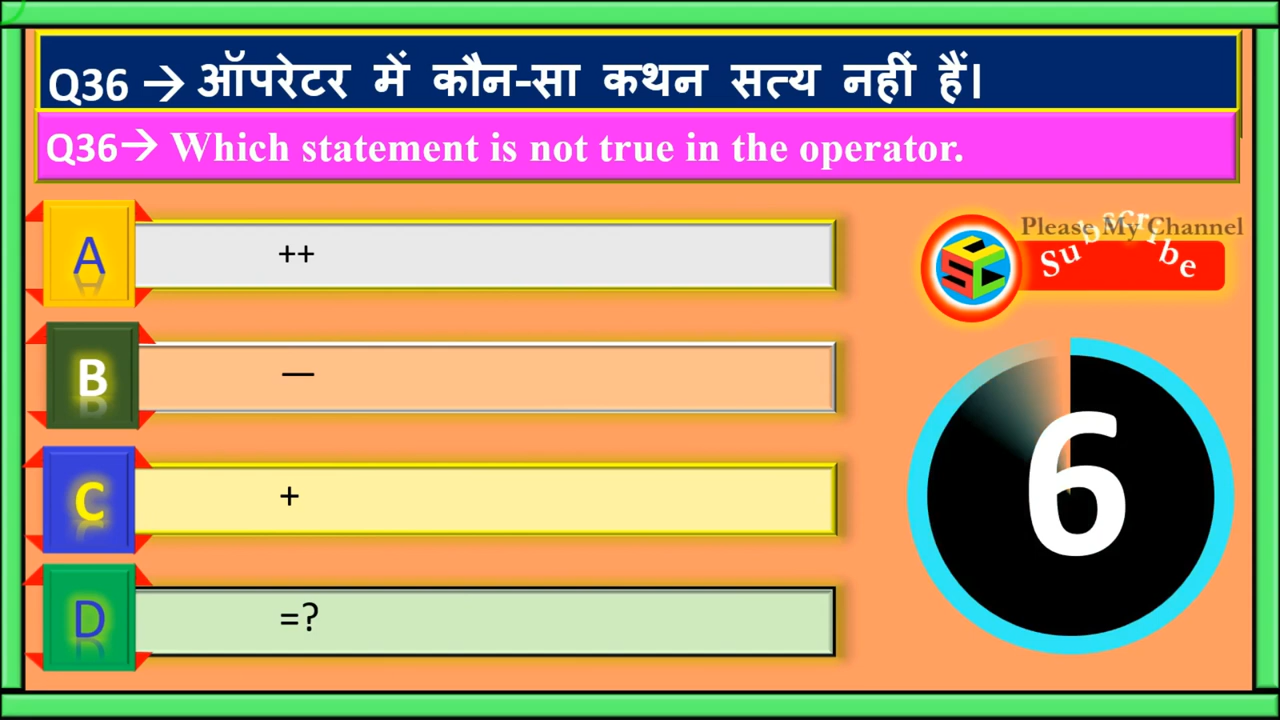 Q36 → ऑपरेटर में कौन-सा कथन सत्य नहीं हैं।
Q36→ Which statement is not true in the operator.
A ++
B —
C +
D =?
Please My Channel
Subscribe
SC
6